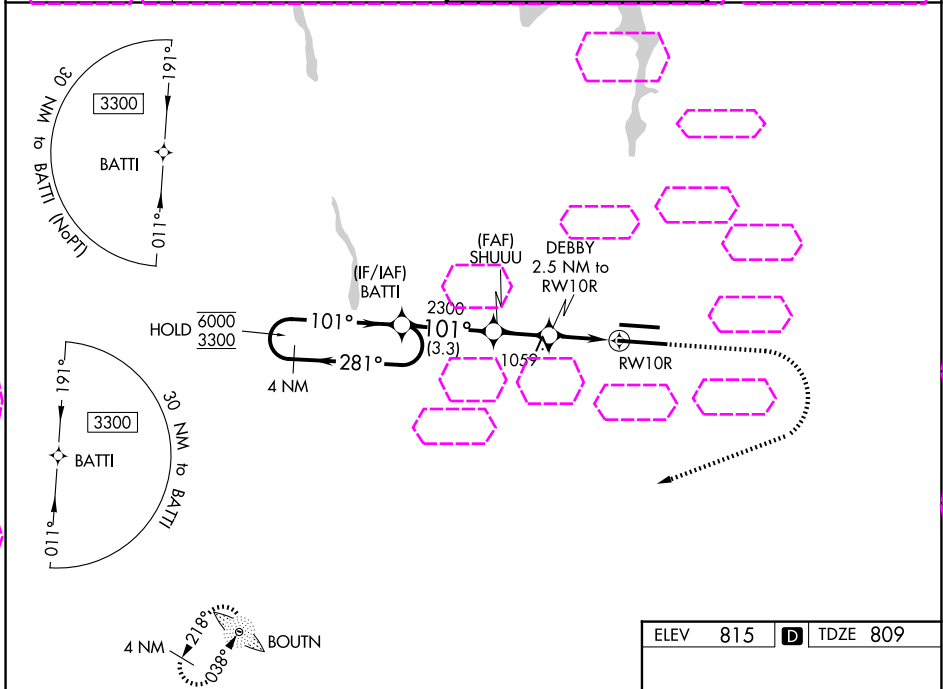 191°
3300
BATTI
011°
30 NM to BATTI (NoPT)
(IF/IAF)
BATTI
(FAF)
SHUUU
DEBBY
2.5 NM to
RW10R
HOLD
6000
3300
101°
281°
4 NM
2300
101°
(3.3)
1059
RW10R
191°
3300
BATTI
011°
30 NM to BATTI
4 NM
218°
038°
BOUTN
ELEV 815 D TDZE 809